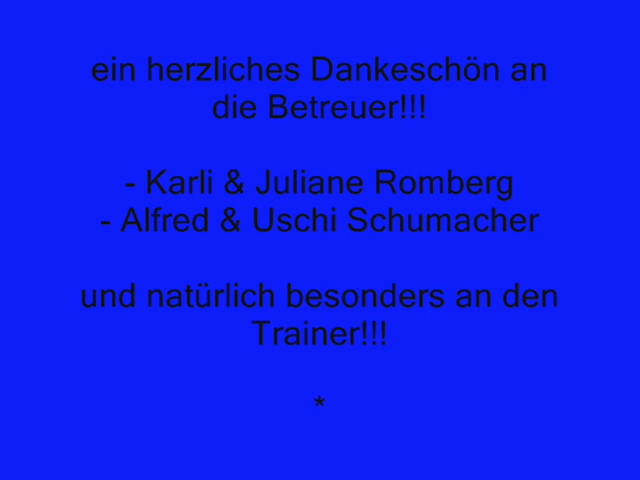 ein herzliches Dankeschön an
die Betreuer!!!
- Karli & Juliane Romberg
- Alfred & Uschi Schumacher
und natürlich besonders an den
Trainer!!!
*